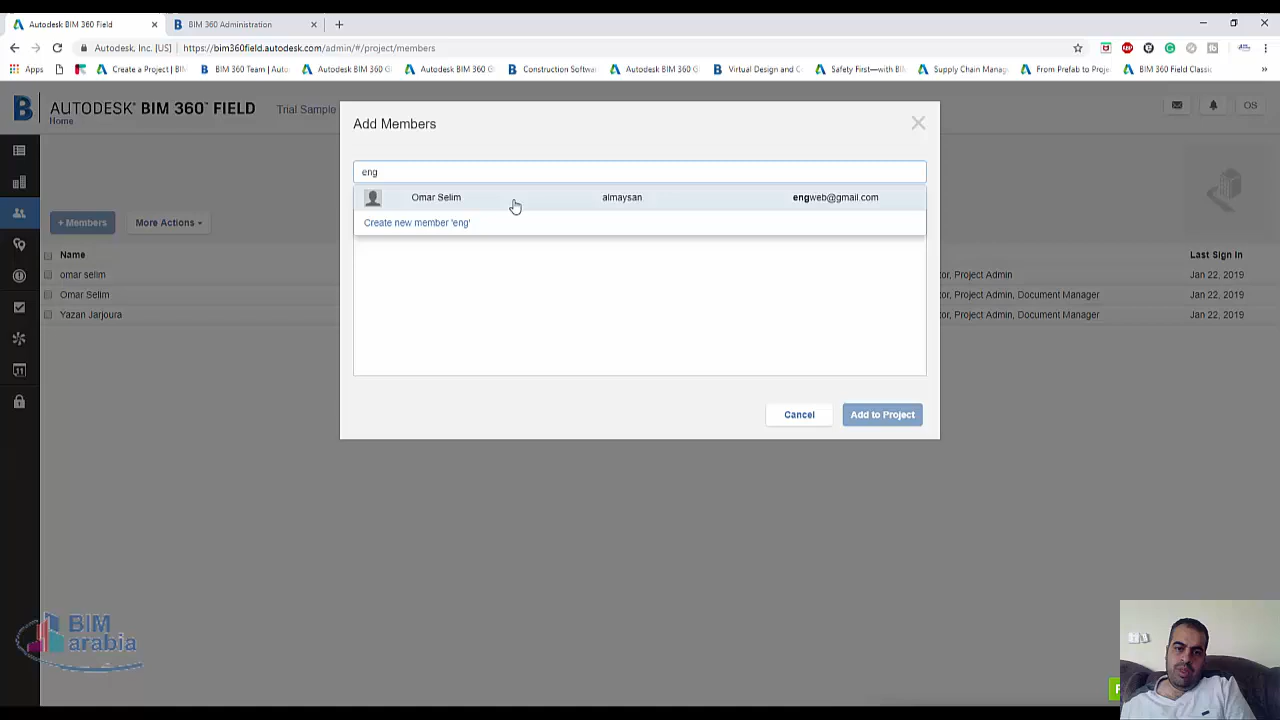 Autodesk BIM 360 Field
BIM 360 Administration
Autodesk, Inc. [US]
https://bim360field.autodesk.com/admin/#/project/members
Apps
Create a Project | BIM
BIM 360 Team | Auto
Autodesk BIM 360 G
Autodesk BIM 360 G
Construction Softwa
Autodesk BIM 360 G
Virtual Design and C
Safety First—with BI
Supply Chain Manag
From Prefab to Proje
BIM 360 Field Classic
AUTODESK® BIM 360™ FIELD
Trial Sample
OS
Home
Add Members
eng
Omar Selim almaysan engweb@gmail.com
Create new member 'eng'
+ Members
More Actions
Name
Last Sign In
omar selim
tor, Project Admin
Jan 22, 2019
Omar Selim
tor, Project Admin, Document Manager
Jan 22, 2019
Yazan Jarjoura
tor, Project Admin, Document Manager
Jan 22, 2019
11
Cancel
Add to Project
BIM
arabia